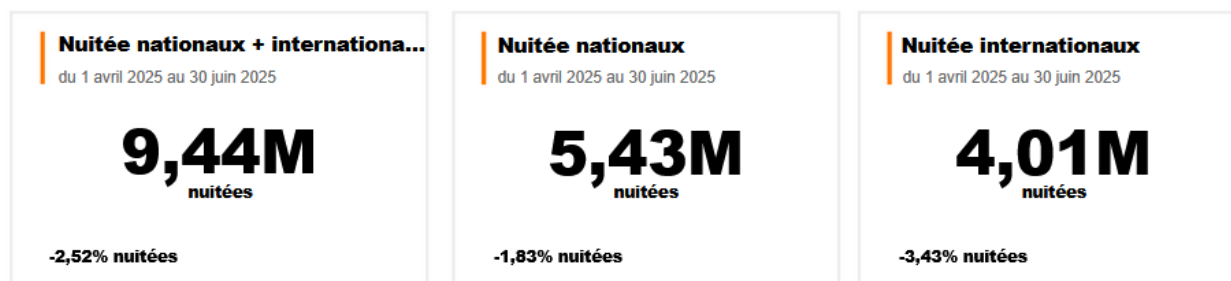 Nuitée nationaux + internationa...
du 1 avril 2025 au 30 juin 2025
9,44M
nuitées
-2,52% nuitées
Nuitée nationaux
du 1 avril 2025 au 30 juin 2025
5,43M
nuitées
-1,83% nuitées
Nuitée internationaux
du 1 avril 2025 au 30 juin 2025
4,01M
nuitées
-3,43% nuitées